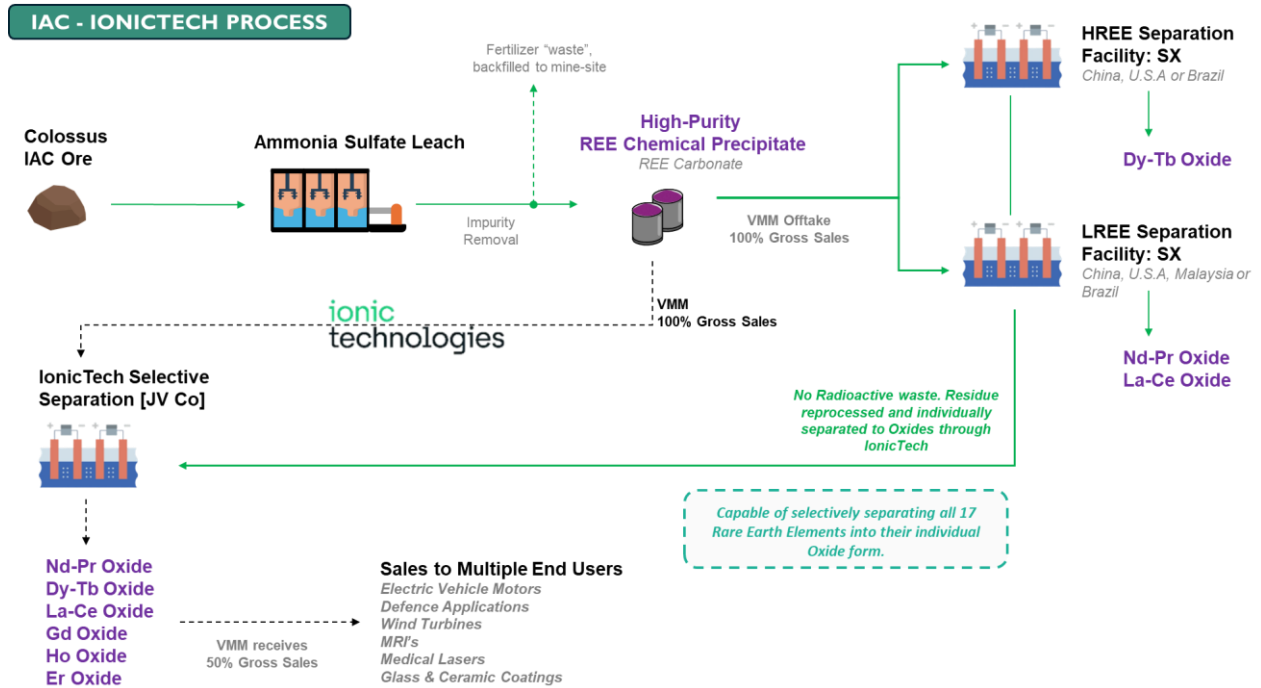 IAC - IONICTECH PROCESS
Fertilizer “waste”,
backfilled to mine-site
Colossus
IAC Ore
Ammonia Sulfate Leach
Impurity
Removal
High-Purity
REE Chemical Precipitate
REE Carbonate
VMM Offtake
100% Gross Sales
HREE Separation
Facility: SX
China, U.S.A or Brazil
Dy-Tb Oxide
LREE Separation
Facility: SX
China, U.S.A, Malaysia or
Brazil
Nd-Pr Oxide
La-Ce Oxide
VMM
100% Gross Sales
ionic
technologies
IonicTech Selective
Separation [JV Co]
No Radioactive waste. Residue
reprocessed and individually
separated to Oxides through
IonicTech
Capable of selectively separating all 17
Rare Earth Elements into their individual
Oxide form.
Nd-Pr Oxide
Dy-Tb Oxide
La-Ce Oxide
Gd Oxide
Ho Oxide
Er Oxide
VMM receives
50% Gross Sales
Sales to Multiple End Users
Electric Vehicle Motors
Defence Applications
Wind Turbines
MRI's
Medical Lasers
Glass & Ceramic Coatings